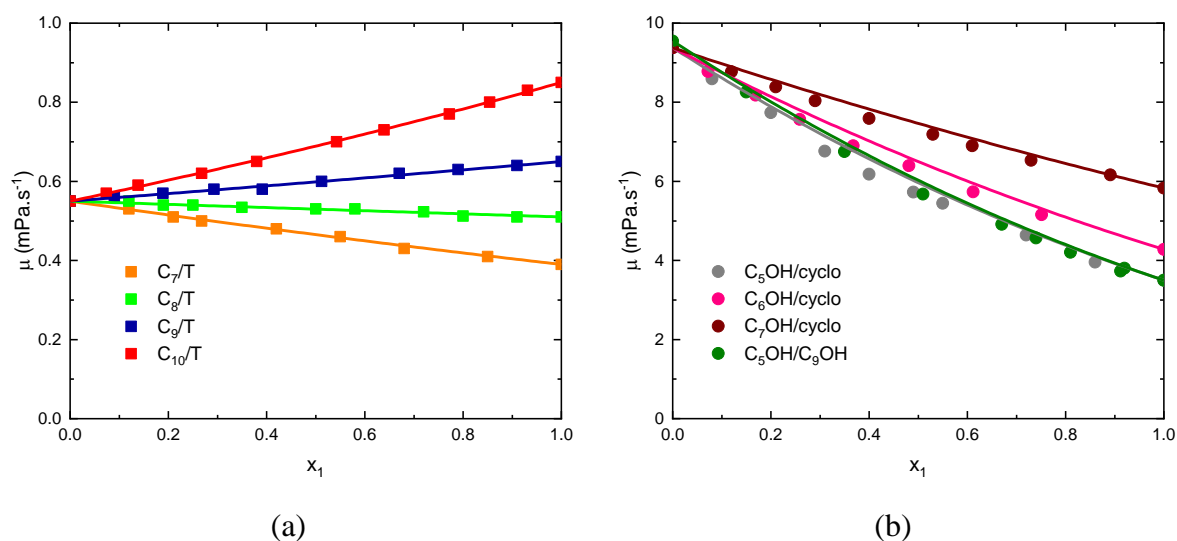 1.0
0.8
0.6
0.4
0.2
0.0
μ (mPa.s⁻¹)
C₇/T
C₈/T
C₉/T
C₁₀/T
0.0 0.2 0.4 0.6 0.8 1.0
x₁
(a)
10
8
6
4
2
0
μ (mPa.s⁻¹)
C₅OH/cyclo
C₆OH/cyclo
C₇OH/cyclo
C₅OH/C₉OH
0.0 0.2 0.4 0.6 0.8 1.0
x₁
(b)